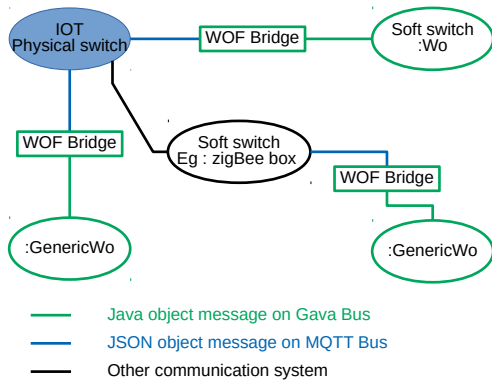 IOT
Physical switch
WOF Bridge
Soft switch
:Wo
WOF Bridge
Soft switch
Eg : zigBee box
WOF Bridge
:GenericWo
:GenericWo
Java object message on Gava Bus
JSON object message on MQTT Bus
Other communication system